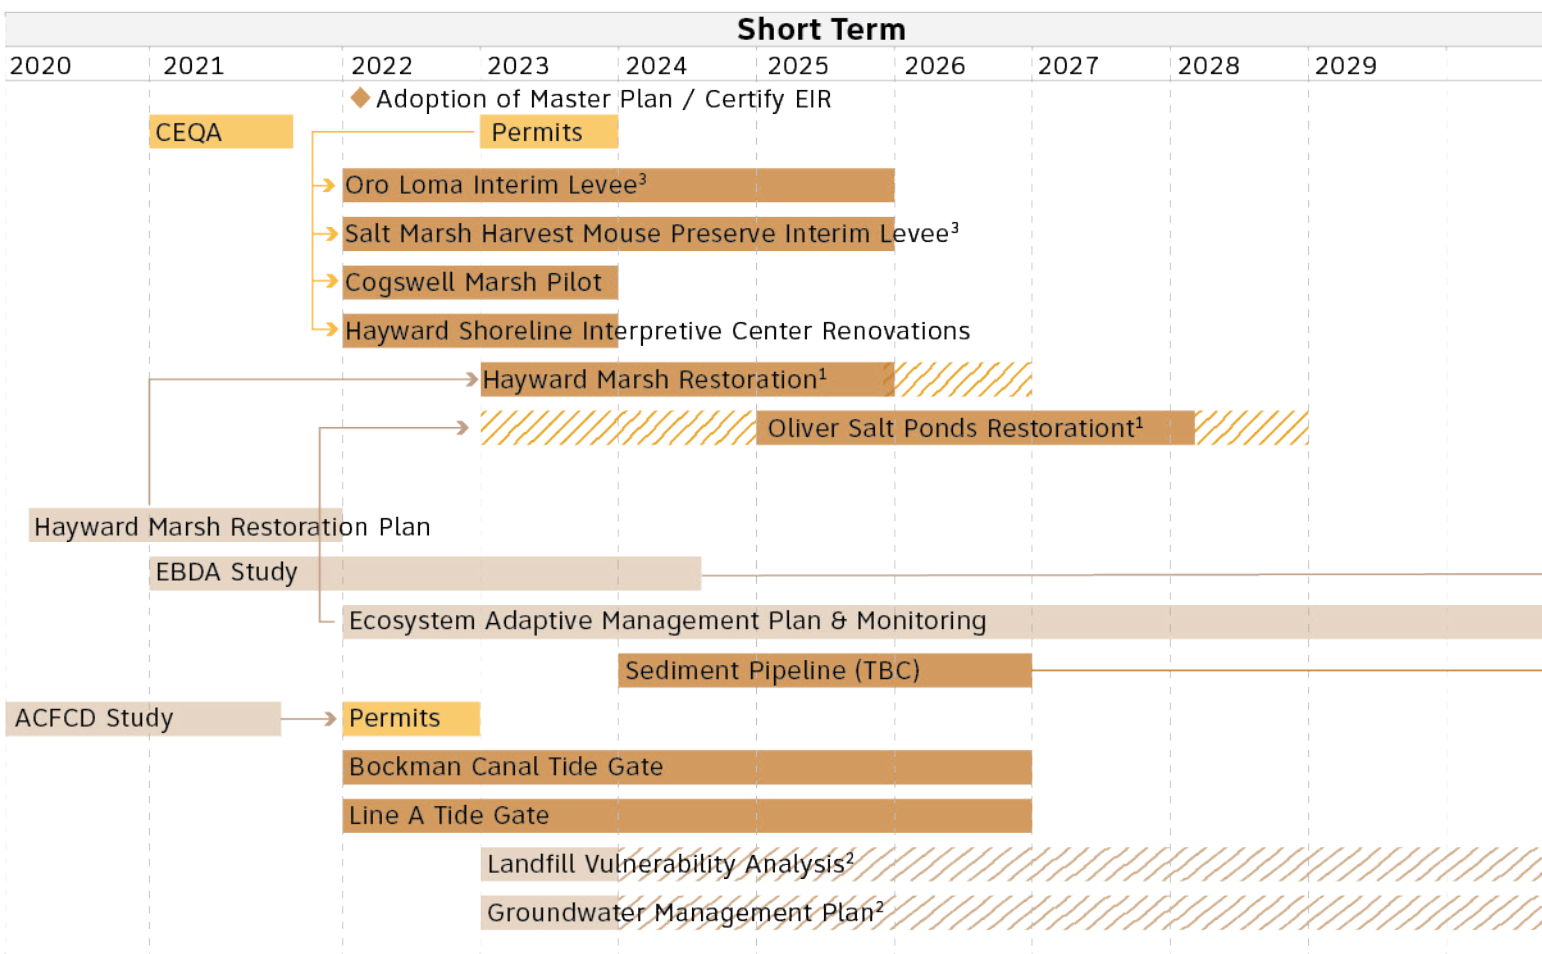 Short Term
2020 2021 2022 2023 2024 2025 2026 2027 2028 2029
Adoption of Master Plan / Certify EIR
CEQA Permits
Oro Loma Interim Levee³
Salt Marsh Harvest Mouse Preserve Interim Levee³
Cogswell Marsh Pilot
Hayward Shoreline Interpretive Center Renovations
Hayward Marsh Restoration¹
Oliver Salt Ponds Restorationt¹
Hayward Marsh Restoration Plan
EBDA Study
Ecosystem Adaptive Management Plan & Monitoring
Sediment Pipeline (TBC)
ACFCD Study Permits
Bockman Canal Tide Gate
Line A Tide Gate
Landfill Vulnerability Analysis²
Groundwater Management Plan²